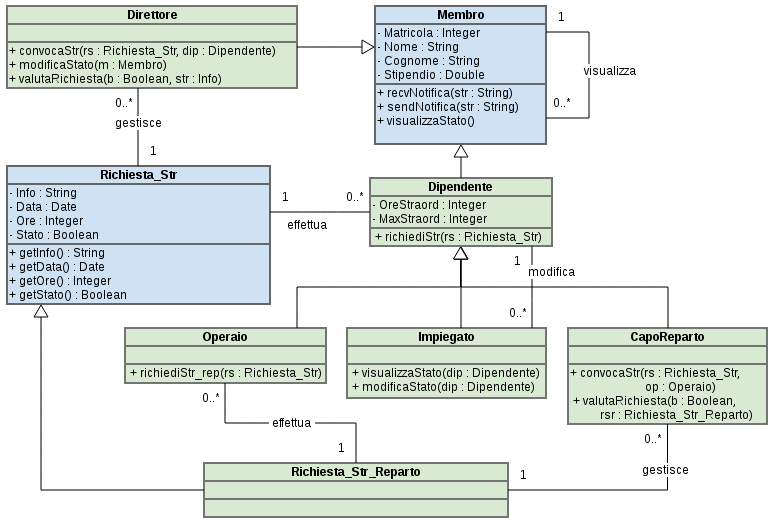 Direttore
+ convocaStr(rs : Richiesta_Str, dip : Dipendente)
+ modificaStato(m : Membro)
+ valutaRichiesta(b : Boolean, str : Info)
Membro
- Matricola : Integer
- Nome : String
- Cognome : String
- Stipendio : Double
+ recvNotifica(str : String)
+ sendNotifica(str : String)
+ visualizzaStato()
1
visualizza
0..*
0..*
gestisce
1
Richiesta_Str
- Info : String
- Data : Date
- Ore : Integer
- Stato : Boolean
+ getInfo() : String
+ getData() : Date
+ getOre() : Integer
+ getStato() : Boolean
1
0..*
effettua
Dipendente
- OreStraord : Integer
- MaxStraord : Integer
+ richiediStr(rs : Richiesta_Str)
1
modifica
0..*
Operaio
+ richiediStr_rep(rs : Richiesta_Str)
Impiegato
+ visualizzaStato(dip : Dipendente)
+ modificaStato(dip : Dipendente)
CapoReparto
+ convocaStr(rs : Richiesta_Str,
op : Operaio)
+ valutaRichiesta(b : Boolean,
rsr : Richiesta_Str_Reparto)
0..*
effettua
1
0..*
gestisce
1
Richiesta_Str_Reparto